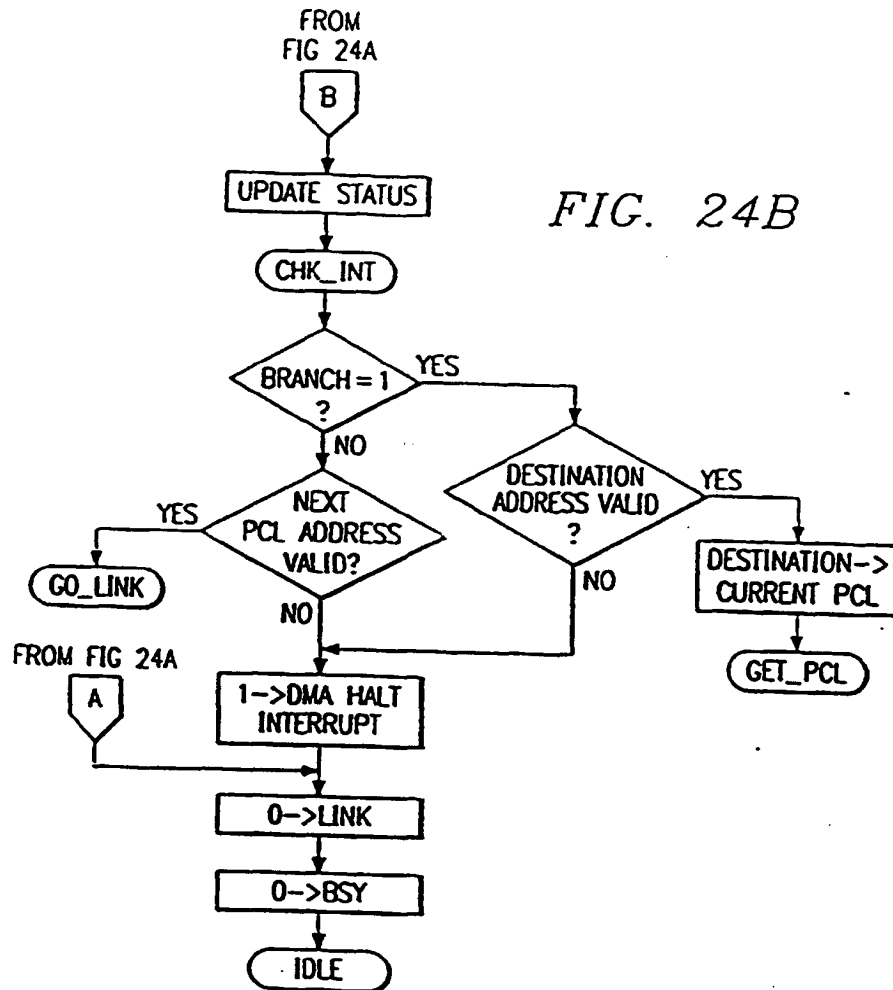 FROM
FIG 24A
B
UPDATE STATUS
FIG. 24B
CHK_INT
BRANCH = 1
?
YES
NO
DESTINATION
ADDRESS VALID
?
YES
NO
NEXT
PCL ADDRESS
VALID?
YES
NO
GO_LINK
DESTINATION->
CURRENT PCL
GET_PCL
FROM FIG 24A
A
1->DMA HALT
INTERRUPT
0->LINK
0->BSY
IDLE